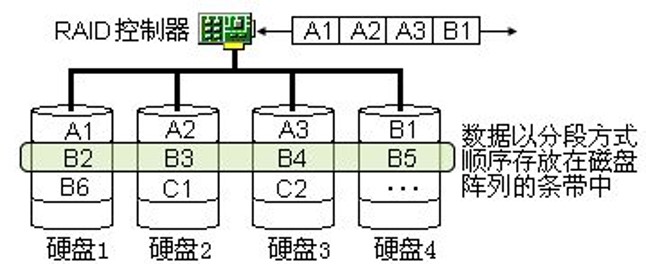 RAID控制器 A1 A2 A3 B1
A1 A2 A3 B1
B2 B3 B4 B5
B6 C1 C2 ···
数据以分段方式
顺序存放在磁盘
阵列的条带中
硬盘1 硬盘2 硬盘3 硬盘4